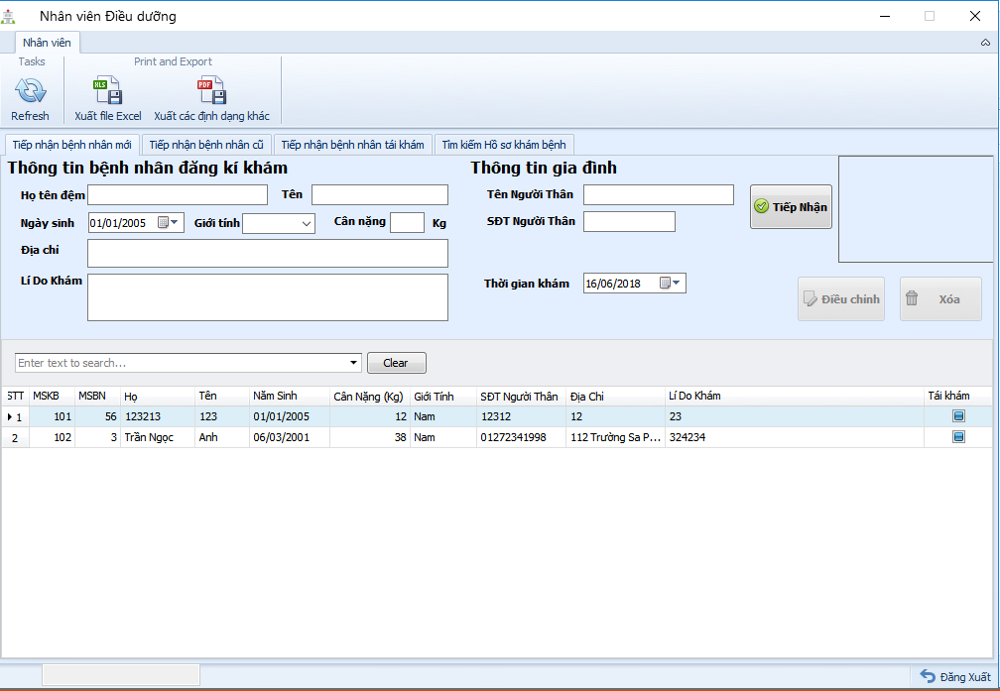 Nhân viên Điều dưỡng
Nhân viên
Tasks
Print and Export
XLS
PDF
Refresh
Xuất file Excel
Xuất các định dạng khác
Tiếp nhận bệnh nhân mới
Tiếp nhận bệnh nhân cũ
Tiếp nhận bệnh nhân tái khám
Tìm kiếm Hồ sơ khám bệnh
Thông tin bệnh nhân đăng kí khám
Thông tin gia đình
Họ tên đệm
Tên
Tên Người Thân
Tiếp Nhận
Ngày sinh
01/01/2005
Giới tính
Cân nặng
Kg
SĐT Người Thân
Địa chỉ
Lí Do Khám
Thời gian khám
16/06/2018
Điều chỉnh
Xóa
Enter text to search...
Clear
STT MSKB MSBN Họ Tên Năm Sinh Cân Nặng (Kg) Giới Tính SĐT Người Thân Địa Chỉ Lí Do Khám Tái khám
1 101 56 123213 123 01/01/2005 12 Nam 12312 12 23
2 102 3 Trần Ngọc Anh 06/03/2001 38 Nam 01272341998 112 Trường Sa P... 324234
Đăng Xuất